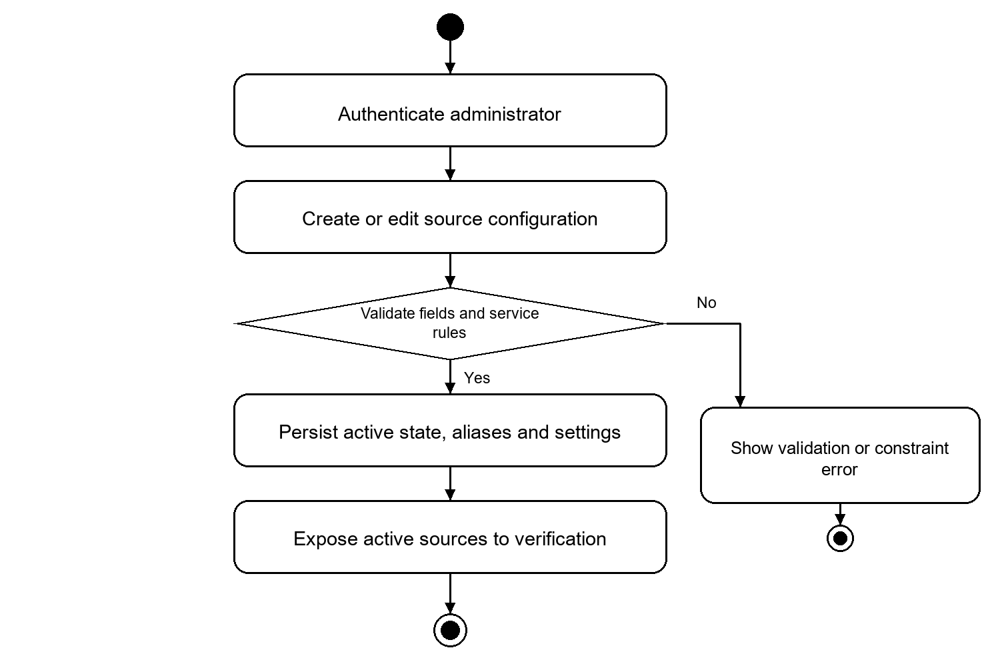 Authenticate administrator
Create or edit source configuration
Validate fields and service
rules
No
Yes
Persist active state, aliases and settings
Show validation or constraint
error
Expose active sources to verification